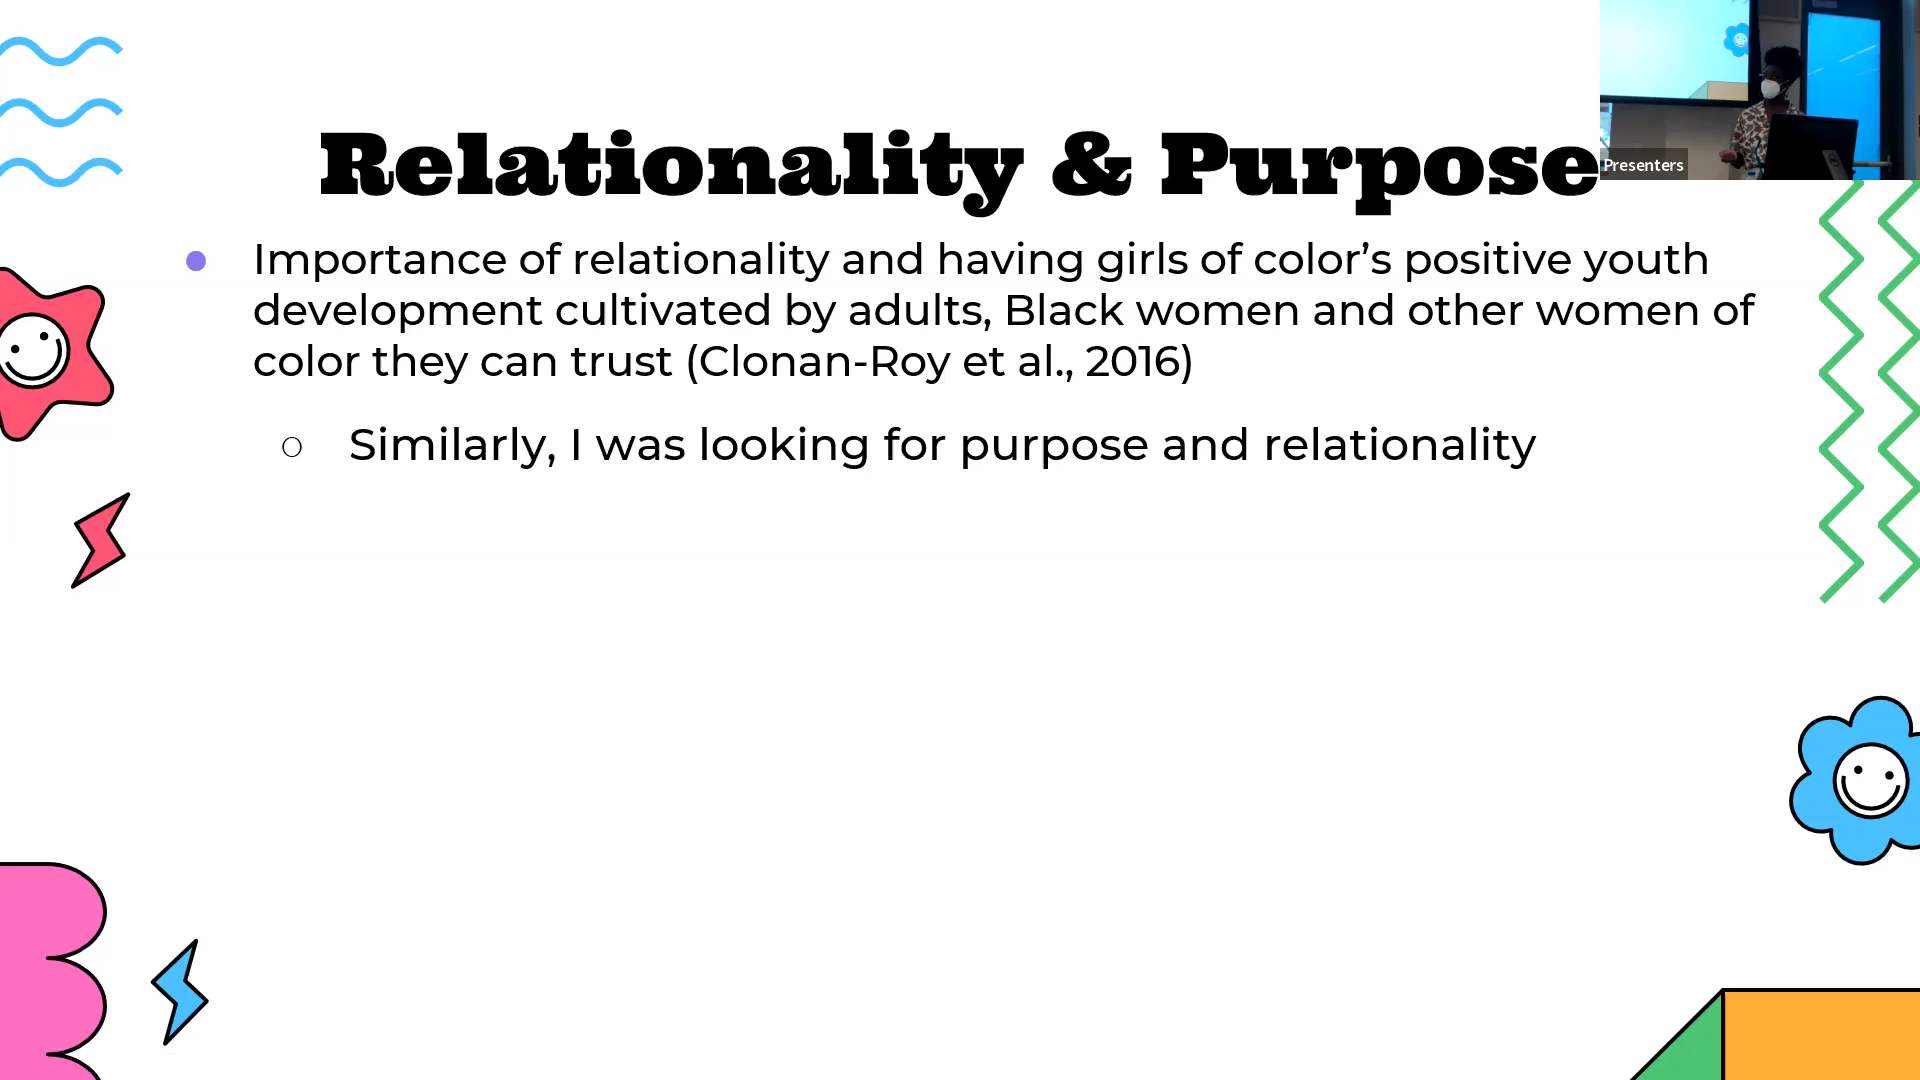 Relationality & Purpose
Presenters
● Importance of relationality and having girls of color’s positive youth
development cultivated by adults, Black women and other women of
color they can trust (Clonan-Roy et al., 2016)
○ Similarly, I was looking for purpose and relationality